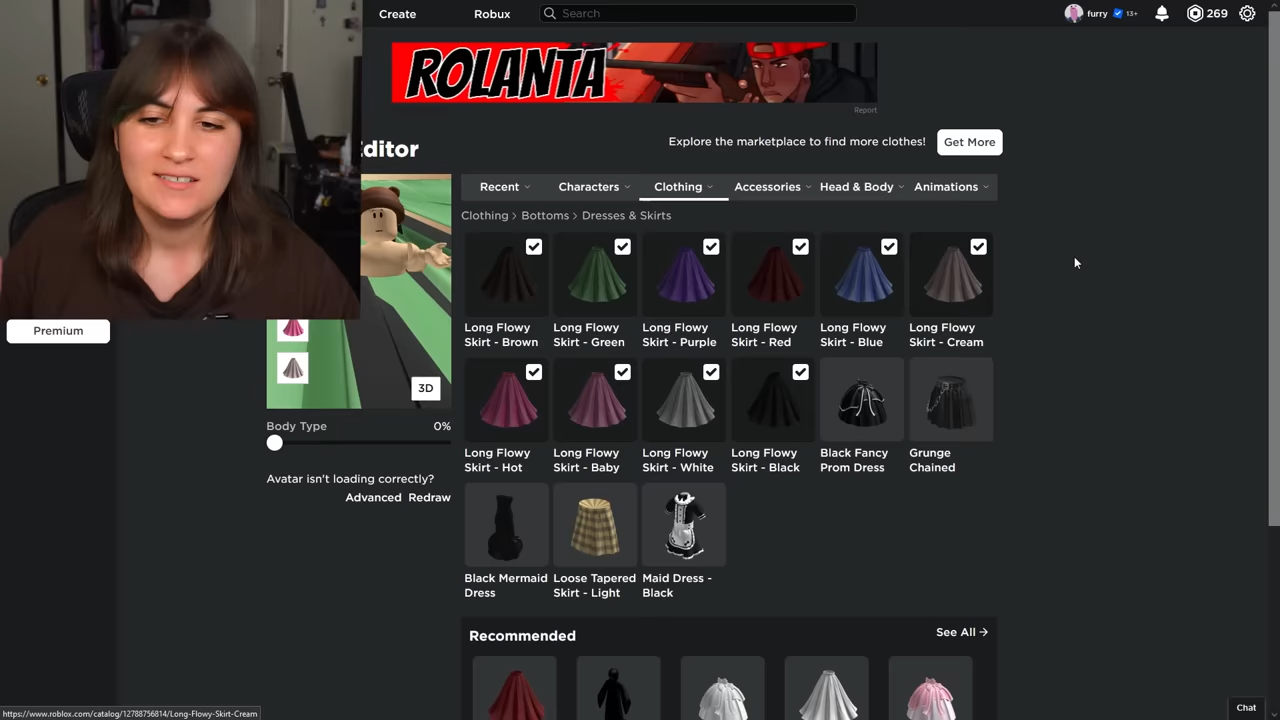 Create
Robux
Search
furry
13+
269
ROLANTA
Report
Editor
Explore the marketplace to find more clothes!
Get More
Recent
Characters
Clothing
Accessories
Head & Body
Animations
Clothing > Bottoms > Dresses & Skirts
Long Flowy
Skirt - Brown
Long Flowy
Skirt - Green
Long Flowy
Skirt - Purple
Long Flowy
Skirt - Red
Long Flowy
Skirt - Blue
Long Flowy
Skirt - Cream
Premium
3D
Body Type
0%
Avatar isn't loading correctly?
Advanced
Redraw
Long Flowy
Skirt - Hot
Long Flowy
Skirt - Baby
Long Flowy
Skirt - White
Long Flowy
Skirt - Black
Black Fancy
Prom Dress
Grunge
Chained
Black Mermaid
Dress
Loose Tapered
Skirt - Light
Maid Dress -
Black
Recommended
See All →
https://www.roblox.com/catalog/12788756814/Long-Flowy-Skirt-Cream
Chat